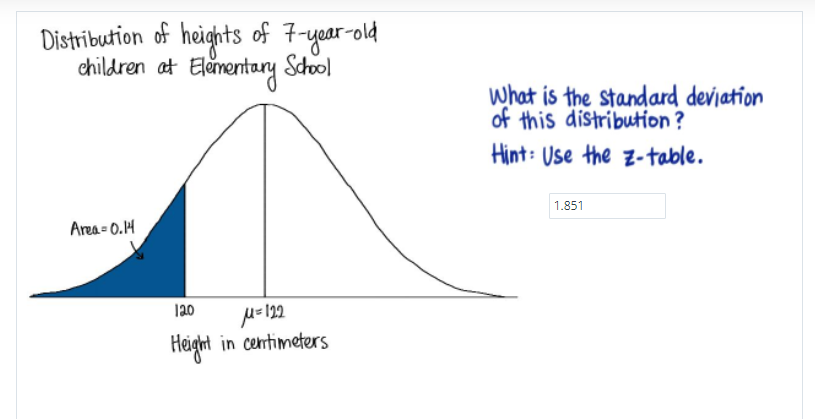 Distribution of heights of 7-year-old
children at Elementary School
What is the standard deviation
of this distribution?
Hint: Use the z-table.
1.851
Area=0.14
120
μ=122
Height in centimeters